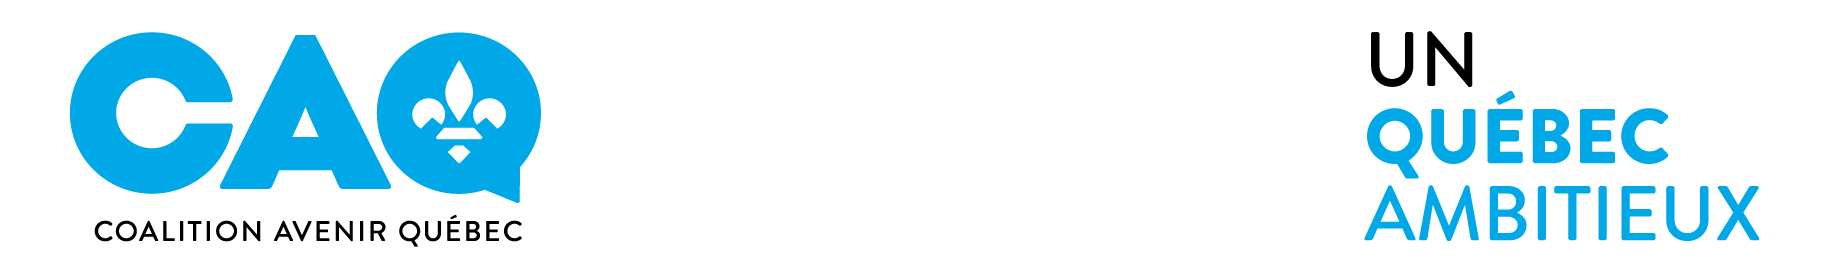 CAQ
COALITION AVENIR QUÉBEC
UN
QUÉBEC
AMBITIEUX